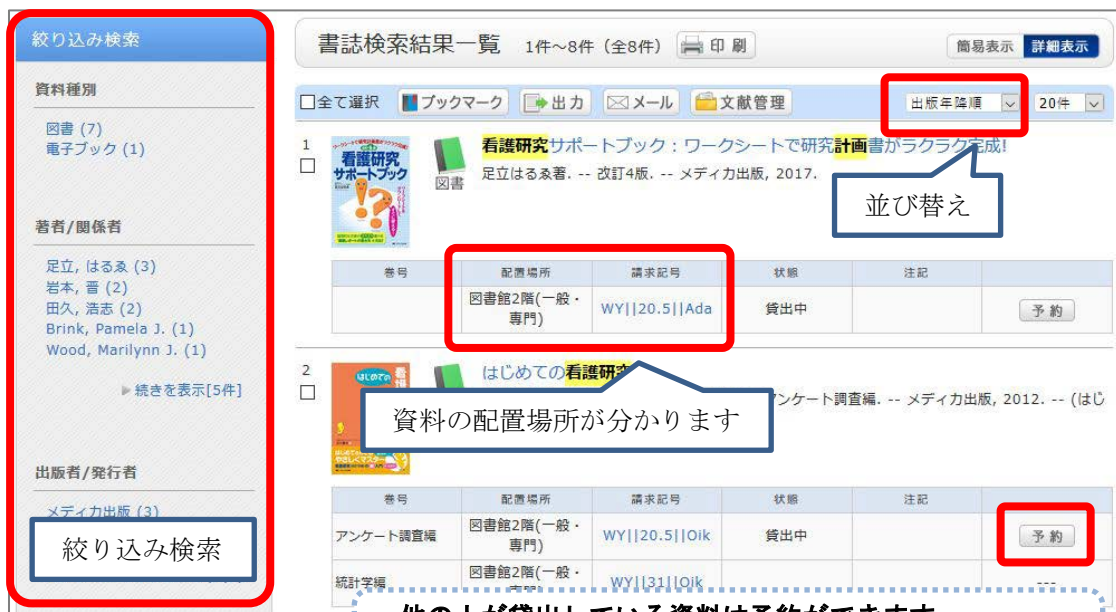 絞り込み検索
資料種別
図書 (7)
電子ブック (1)
著者/関係者
足立, はるゑ (3)
岩本, 晋 (2)
田久, 浩志 (2)
Brink, Pamela J. (1)
Wood, Marilynn J. (1)
続きを表示[5件]
出版者/発行者
メディカ出版 (3)
絞り込み検索
書誌検索結果一覧 1件～8件 (全8件) 印刷 簡易表示 詳細表示
全て選択 ブックマーク 出力 メール 文献管理 出版年降順 20件
1
看護研究
サポートブック
図書
看護研究サポートブック : ワークシートで研究計画書がラクラク完成!
足立はるゑ著. -- 改訂4版. -- メディカ出版, 2017.
並び替え
巻号 配置場所 請求記号 状態 注記
図書館2階(一般・
専門) WY||20.5||Ada 貸出中 予約
2
はじめての看護研究
アンケート調査編. -- メディカ出版, 2012. -- (はじ
資料の配置場所が分かります
巻号 配置場所 請求記号 状態 注記
アンケート調査編 図書館2階(一般・
専門) WY||20.5||Oik 貸出中 予約
統計学編 図書館2階(一般・
WY||31||Oik ---
他の人が貸出している資料は予約ができます